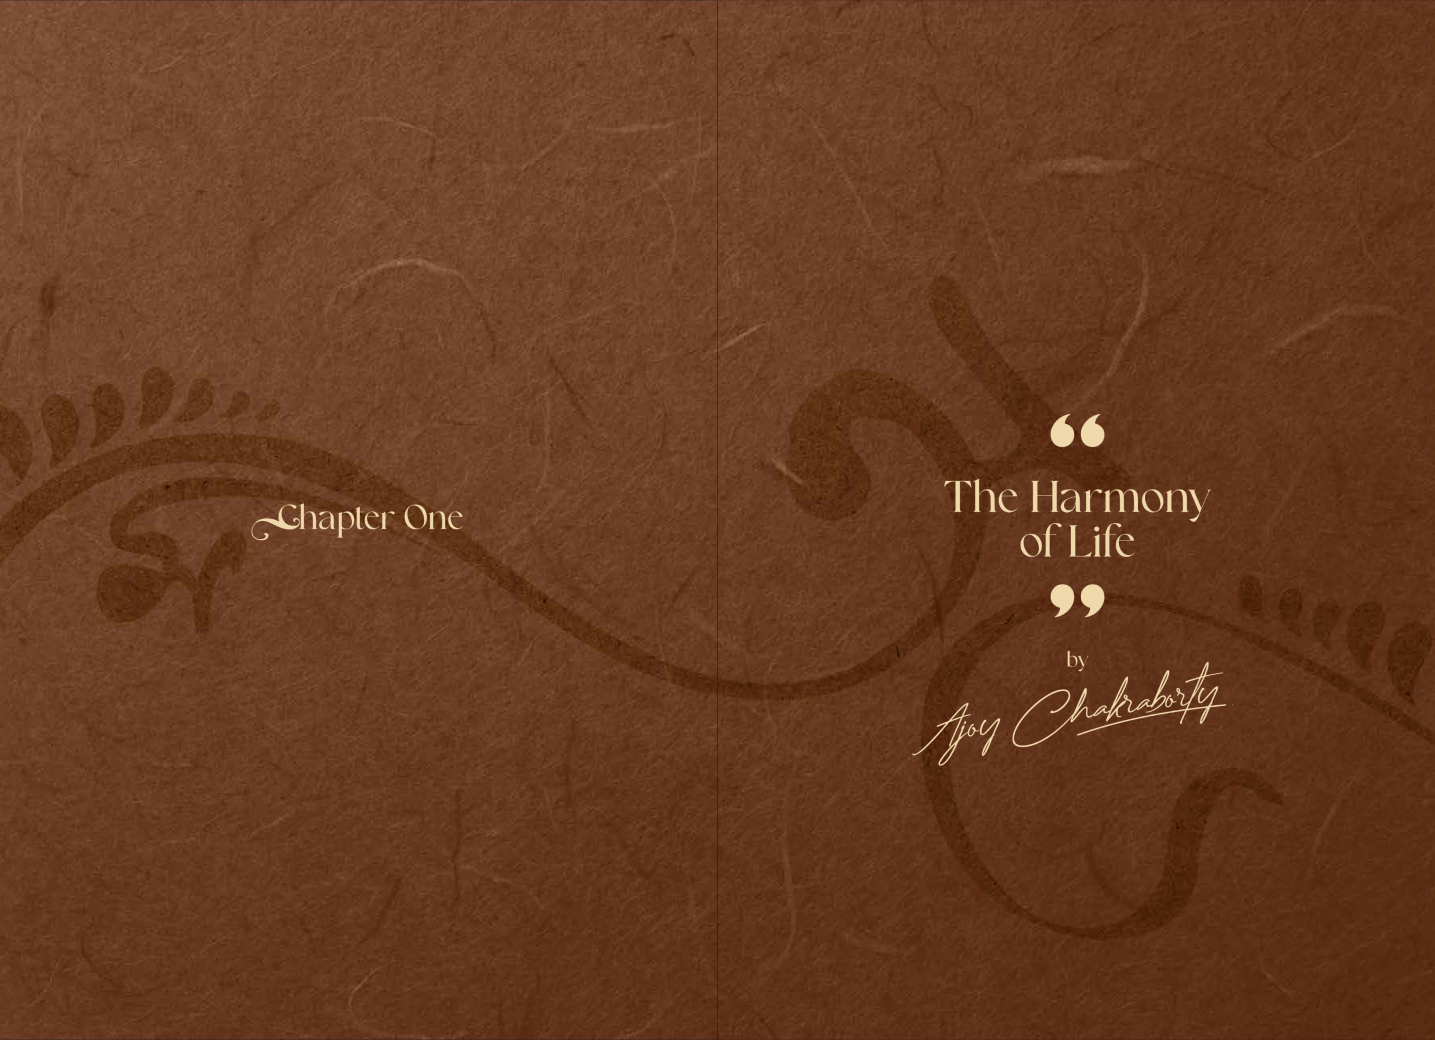 Chapter One
“
The Harmony
of Life
”
by
Ajoy Chakraborty